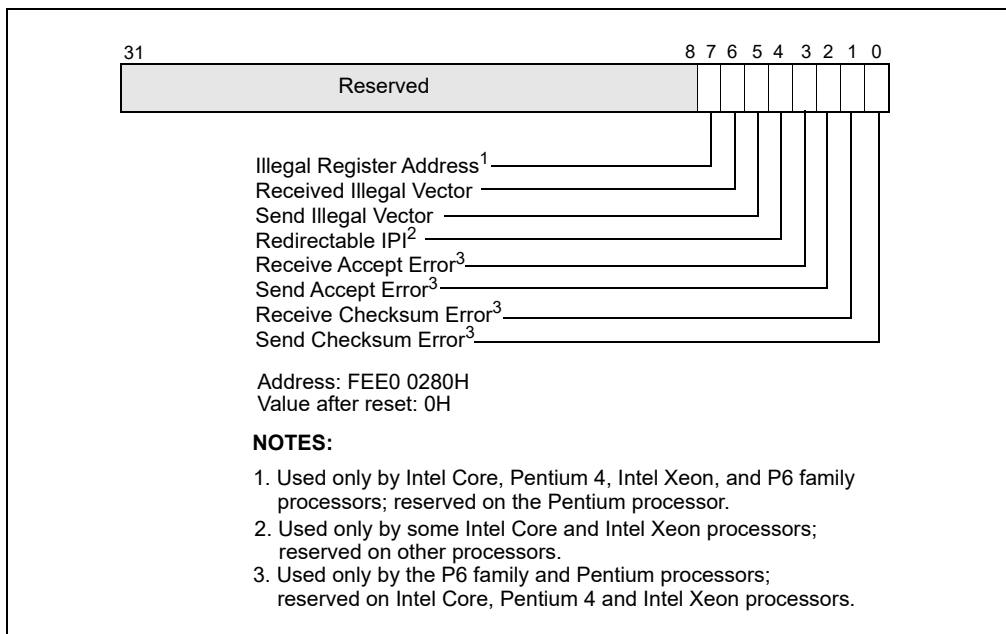 31 8 7 6 5 4 3 2 1 0
Reserved
Illegal Register Address1
Received Illegal Vector
Send Illegal Vector
Redirectable IPI2
Receive Accept Error3
Send Accept Error3
Receive Checksum Error3
Send Checksum Error3
Address: FEE0 0280H
Value after reset: 0H
NOTES:
1. Used only by Intel Core, Pentium 4, Intel Xeon, and P6 family
processors; reserved on the Pentium processor.
2. Used only by some Intel Core and Intel Xeon processors;
reserved on other processors.
3. Used only by the P6 family and Pentium processors;
reserved on Intel Core, Pentium 4 and Intel Xeon processors.